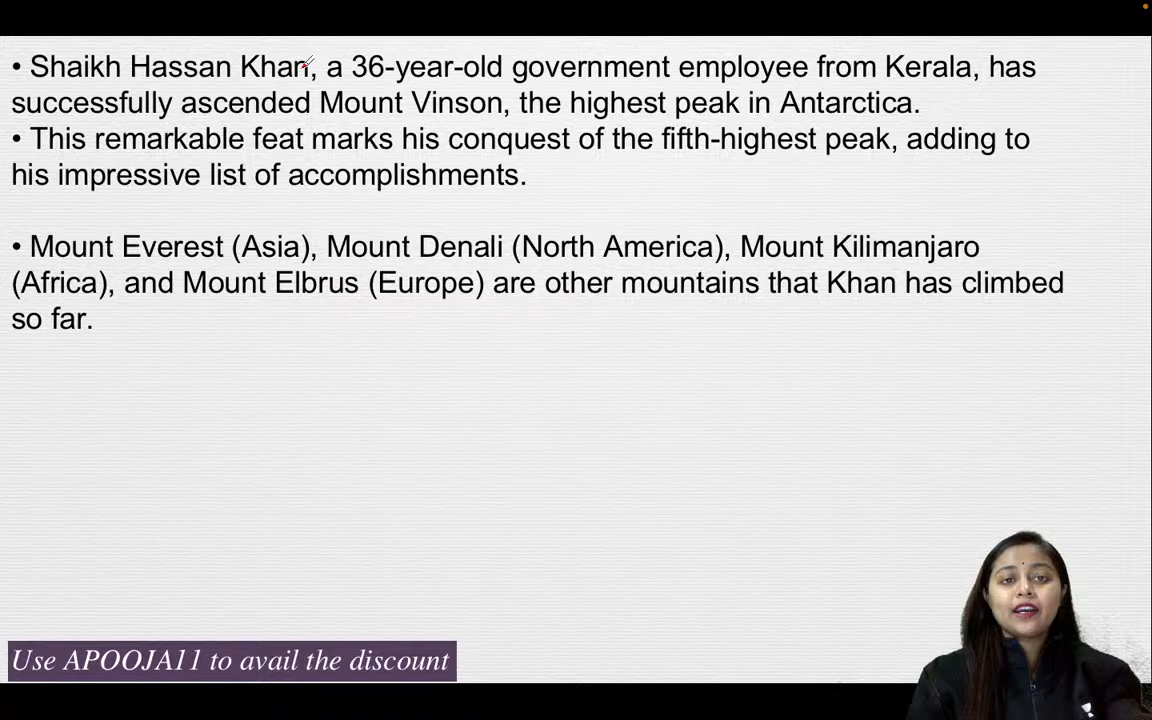 • Shaikh Hassan Khan, a 36-year-old government employee from Kerala, has
successfully ascended Mount Vinson, the highest peak in Antarctica.
• This remarkable feat marks his conquest of the fifth-highest peak, adding to
his impressive list of accomplishments.
• Mount Everest (Asia), Mount Denali (North America), Mount Kilimanjaro
(Africa), and Mount Elbrus (Europe) are other mountains that Khan has climbed
so far.
Use APOOJA11 to avail the discount